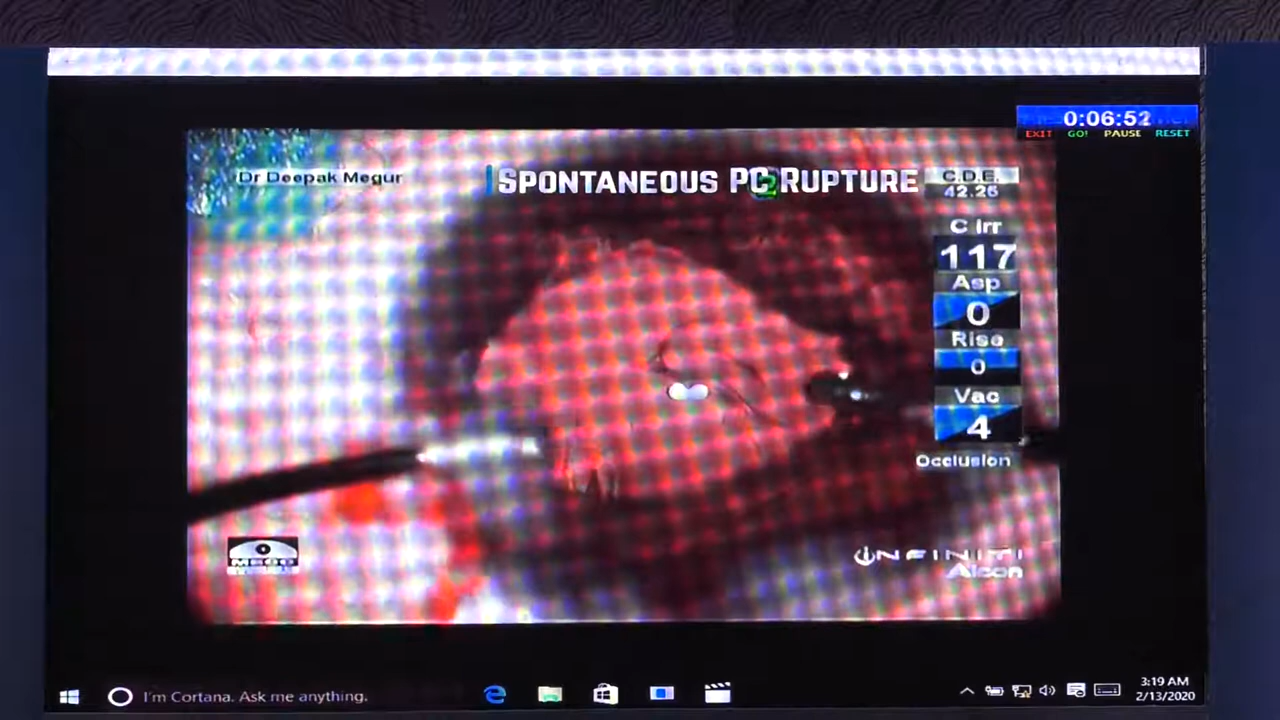 0:06:52
EXIT GO! PAUSE RESET
Dr Deepak Megur
SPONTANEOUS PC RUPTURE
C.D.E.
42.25
C Irr
117
Asp
0
Rise
0
Vac
4
Occlusion
INFINITI
Alcon
I'm Cortana. Ask me anything.
3:19 AM
2/13/2020